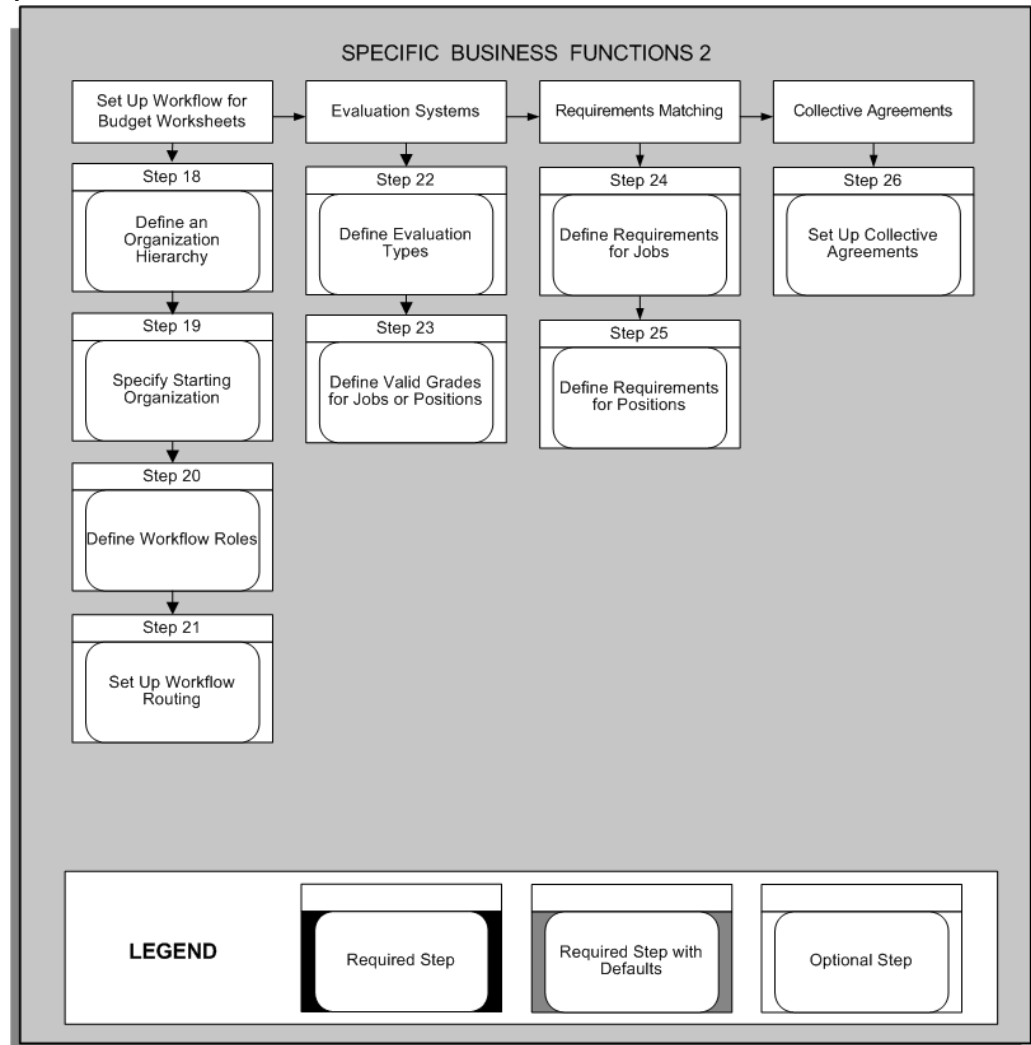 SPECIFIC BUSINESS FUNCTIONS 2
Set Up Workflow for
Budget Worksheets
Evaluation Systems
Requirements Matching
Collective Agreements
Step 18
Define an
Organization
Hierarchy
Step 22
Define Evaluation
Types
Step 24
Define Requirements
for Jobs
Step 26
Set Up Collective
Agreements
Step 19
Specify Starting
Organization
Step 23
Define Valid Grades
for Jobs or Positions
Step 25
Define Requirements
for Positions
Step 20
Define Workflow Roles
Step 21
Set Up Workflow
Routing
LEGEND
Required Step
Required Step with
Defaults
Optional Step